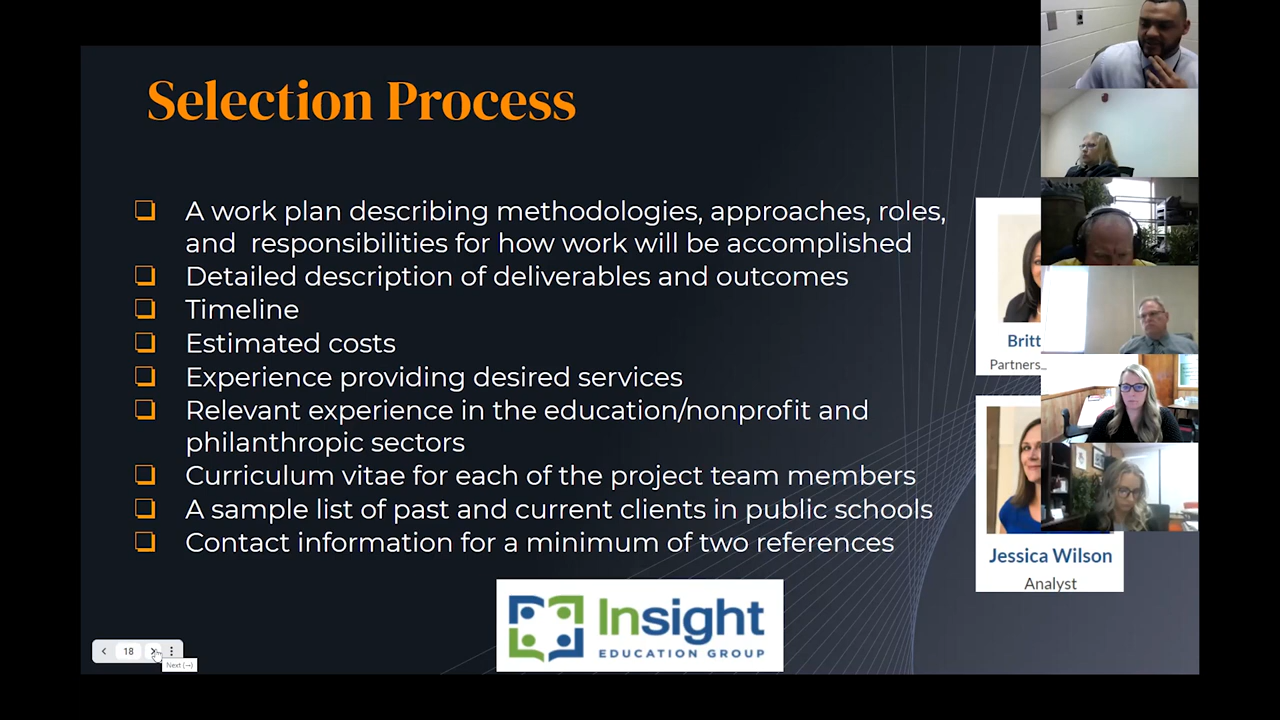 Selection Process
A work plan describing methodologies, approaches, roles,
and responsibilities for how work will be accomplished
Detailed description of deliverables and outcomes
Timeline
Estimated costs
Experience providing desired services
Relevant experience in the education/nonprofit and
philanthropic sectors
Curriculum vitae for each of the project team members
A sample list of past and current clients in public schools
Contact information for a minimum of two references
Britt
Partners...
Jessica Wilson
Analyst
Insight
EDUCATION GROUP
18
Next (→)